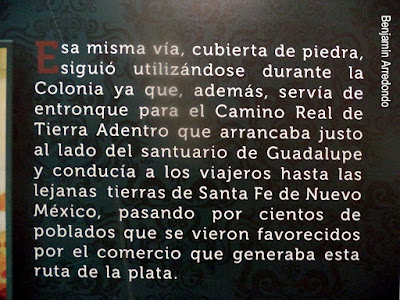 Esa misma vía, cubierta de piedra,
siguió utilizándose durante la
Colonia ya que, además, servía de
entronque para el Camino Real de
Tierra Adentro que arrancaba justo
al lado del santuario de Guadalupe
y conducía a los viajeros hasta las
lejanas tierras de Santa Fe de Nuevo
México, pasando por cientos de
poblados que se vieron favorecidos
por el comercio que generaba esta
ruta de la plata.
Benjamín Arredondo